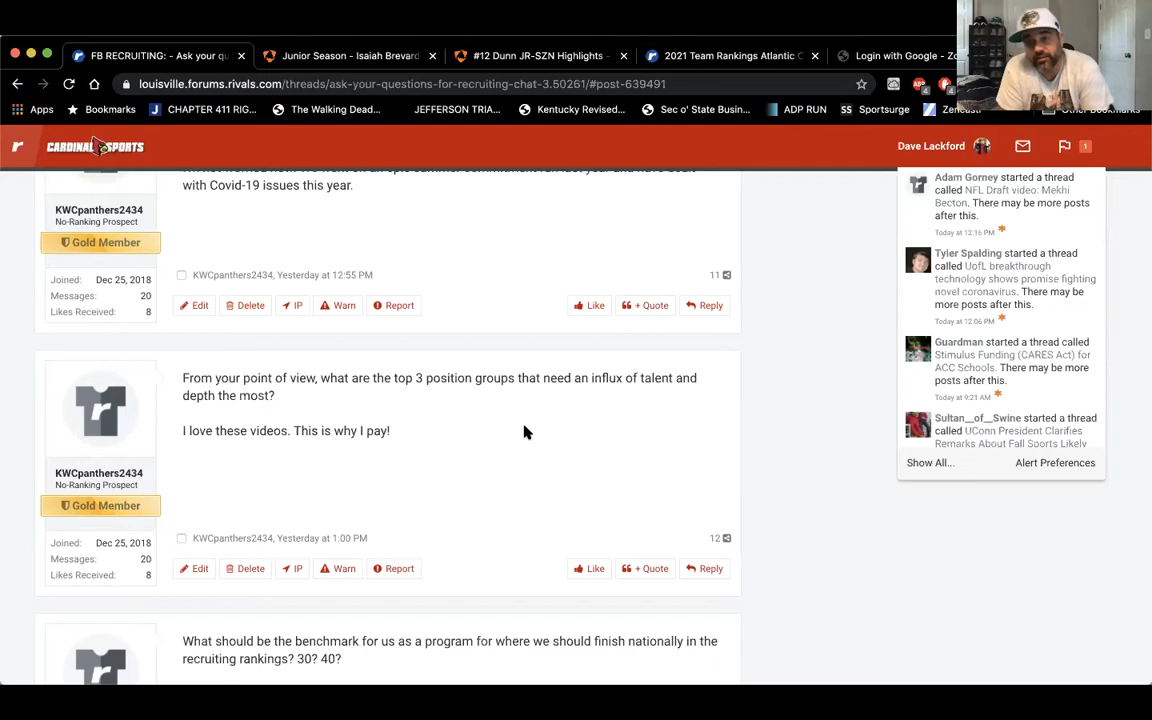 FB RECRUITING: - Ask your qu
Junior Season - Isaiah Brevard
#12 Dunn JR-SZN Highlights -
2021 Team Rankings Atlantic C
Login with Google - Zo
louisville.forums.rivals.com/threads/ask-your-questions-for-recruiting-chat-3.50261/#post-639491
Apps
Bookmarks
CHAPTER 411 RIG...
The Walking Dead...
JEFFERSON TRIA...
Kentucky Revised...
Sec o' State Busin...
ADP RUN
Sportsurge
Zencastr
Other Bookmarks
CARDINAL SPORTS
Dave Lackford
1
with Covid-19 issues this year.
KWCpanthers2434
No-Ranking Prospect
Gold Member
Joined: Dec 25, 2018
Messages: 20
Likes Received: 8
KWCpanthers2434, Yesterday at 12:55 PM
11
Edit Delete IP Warn Report
Like + Quote Reply
From your point of view, what are the top 3 position groups that need an influx of talent and
depth the most?
I love these videos. This is why I pay!
KWCpanthers2434
No-Ranking Prospect
Gold Member
Joined: Dec 25, 2018
Messages: 20
Likes Received: 8
KWCpanthers2434, Yesterday at 1:00 PM
12
Edit Delete IP Warn Report
Like + Quote Reply
What should be the benchmark for us as a program for where we should finish nationally in the
recruiting rankings? 30? 40?
Adam Gorney started a thread
called NFL Draft video: Mekhi
Becton. There may be more posts
after this.
Today at 12:16 PM
Tyler Spalding started a thread
called UofL breakthrough
technology shows promise fighting
novel coronavirus. There may be
more posts after this.
Today at 12:06 PM
Guardman started a thread called
Stimulus Funding (CARES Act) for
ACC Schools. There may be more
posts after this.
Today at 9:21 AM
Sultan__of__Swine started a thread
called UConn President Clarifies
Remarks About Fall Sports Likely
Show All...
Alert Preferences